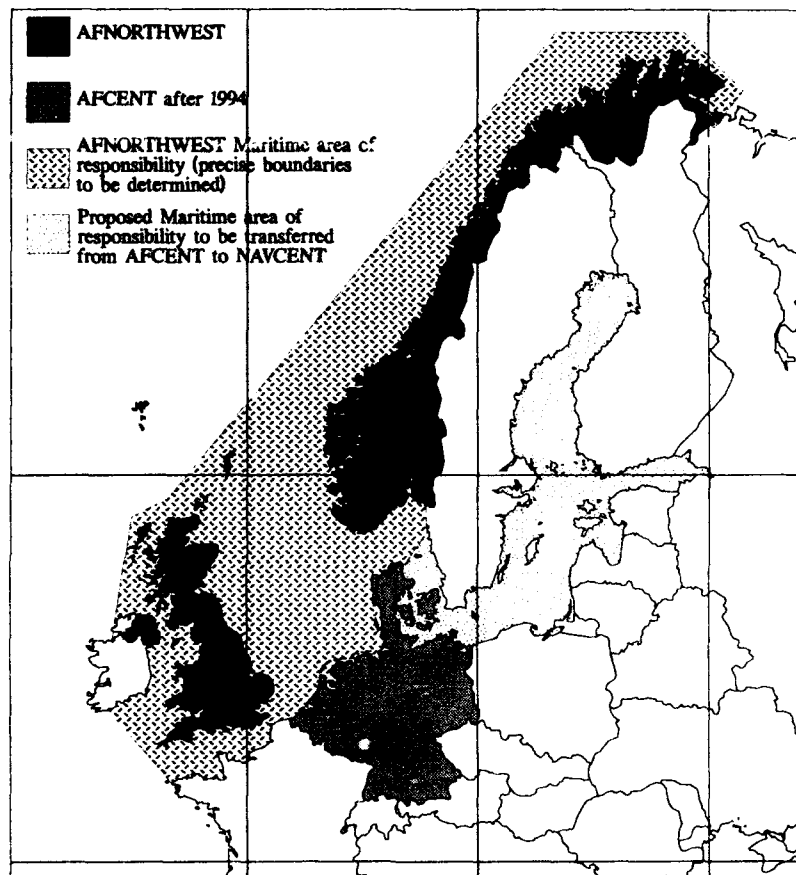 AFNORTHWEST
AFCENT after 1994
AFNORTHWEST Maritime area of
responsibility (precise boundaries
to be determined)
Proposed Maritime area of
responsibility to be transferred
from AFCENT to NAVCENT